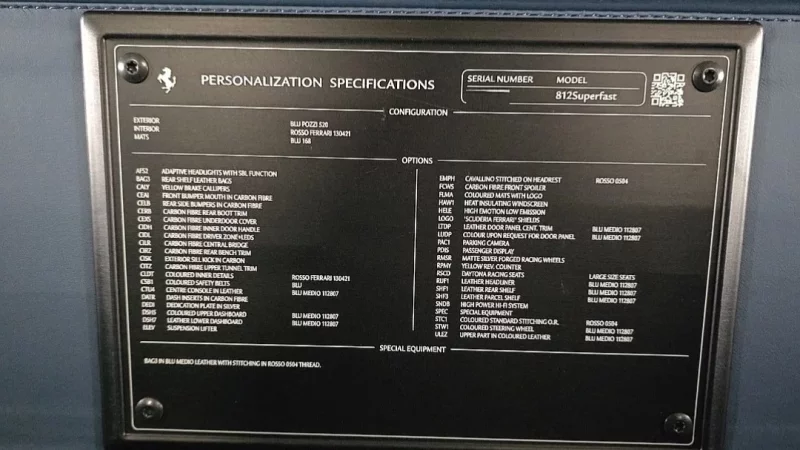 PERSONALIZATION SPECIFICATIONS
SERIAL NUMBER MODEL
812Superfast
CONFIGURATION
EXTERIOR BLU POZZI 520
INTERIOR ROSSO FERRARI 130421
MATS BLU 168
OPTIONS
AFS2 ADAPTIVE HEADLIGHTS WITH SBL FUNCTION
BAG3 REAR SHELF LEATHER BAGS
CALY YELLOW BRAKE CALLIPERS
CEAI FRONT BUMPER MOUTH IN CARBON FIBRE
CELB REAR SIDE BUMPERS IN CARBON FIBRE
CERB CARBON FIBRE REAR BOOT TRIM
CEXS CARBON FIBRE UNDERDOOR COVER
CIDH CARBON FIBRE INNER DOOR HANDLE
CIDL CARBON FIBRE DRIVER ZONE+LEDS
CILR CARBON FIBRE CENTRAL BRIDGE
CIRZ CARBON FIBRE REAR BENCH TRIM
CISK EXTERIOR SILL KICK IN CARBON
CITZ CARBON FIBRE UPPER TUNNEL TRIM
CLDT COLOURED INNER DETAILS ROSSO FERRARI 130421
CSB1 COLOURED SAFETY BELTS BLU
CTU4 CENTRE CONSOLE IN LEATHER BLU MEDIO 112807
DATR DASH INSERTS IN CARBON FIBRE
DEDI DEDICATION PLATE IN SILVER
DSH5 COLOURED UPPER DASHBOARD BLU MEDIO 112807
DSH7 LEATHER LOWER DASHBOARD BLU MEDIO 112807
ELEV SUSPENSION LIFTER
EMPH CAVALLINO STITCHED ON HEADREST ROSSO 0504
FCWS CARBON FIBRE FRONT SPOILER
FLMA COLOURED MATS WITH LOGO
HAW1 HEAT INSULATING WINDSCREEN
HELE HIGH EMOTION LOW EMISSION
LOGO "SCUDERIA FERRARI" SHIELDS
LTDP LEATHER DOOR PANEL CENT. TRIM BLU MEDIO 112807
LUDP COLOUR UPON REQUEST FOR DOOR PANEL BLU MEDIO 112807
PAC1 PARKING CAMERA
PDIS PASSENGER DISPLAY
RMSR MATTE SILVER FORGED RACING WHEELS
RPMY YELLOW REV. COUNTER
RSCD DAYTONA RACING SEATS LARGE SIZE SEATS
RUF1 LEATHER HEADLINER BLU MEDIO 112807
SHF1 LEATHER REAR SHELF BLU MEDIO 112807
SHF3 LEATHER PARCEL SHELF BLU MEDIO 112807
SNDB HIGH POWER HI-FI SYSTEM
SPEC SPECIAL EQUIPMENT
STC1 COLOURED STANDARD STITCHING O.R. ROSSO 0504
STW1 COLOURED STEERING WHEEL BLU MEDIO 112807
ULEZ UPPER PART IN COLOURED LEATHER BLU MEDIO 112807
SPECIAL EQUIPMENT
BAG3 IN BLU MEDIO LEATHER WITH STITCHING IN ROSSO 0504 THREAD.